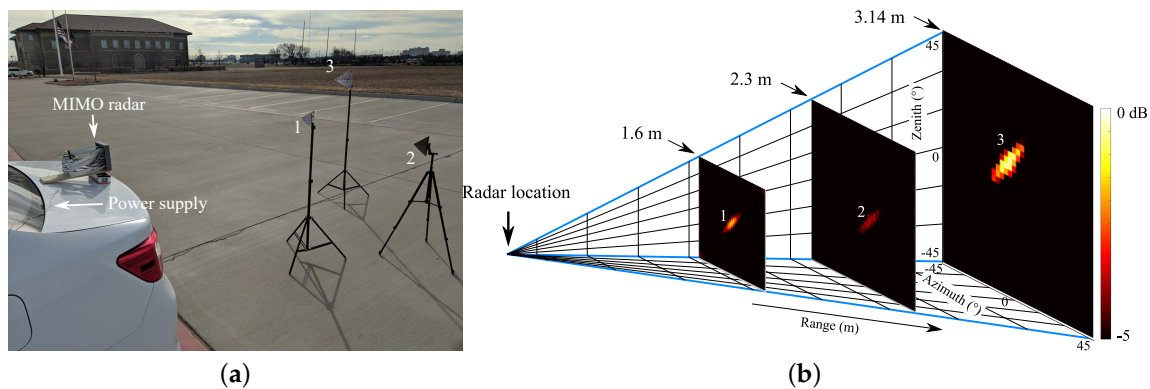 MIMO radar
Power supply
1
2
3
(a)
3.14 m
2.3 m
1.6 m
Radar location
1
2
3
Zenith (°)
45
0
-45
-45
Azimuth (°)
0
45
Range (m)
0 dB
-5
(b)